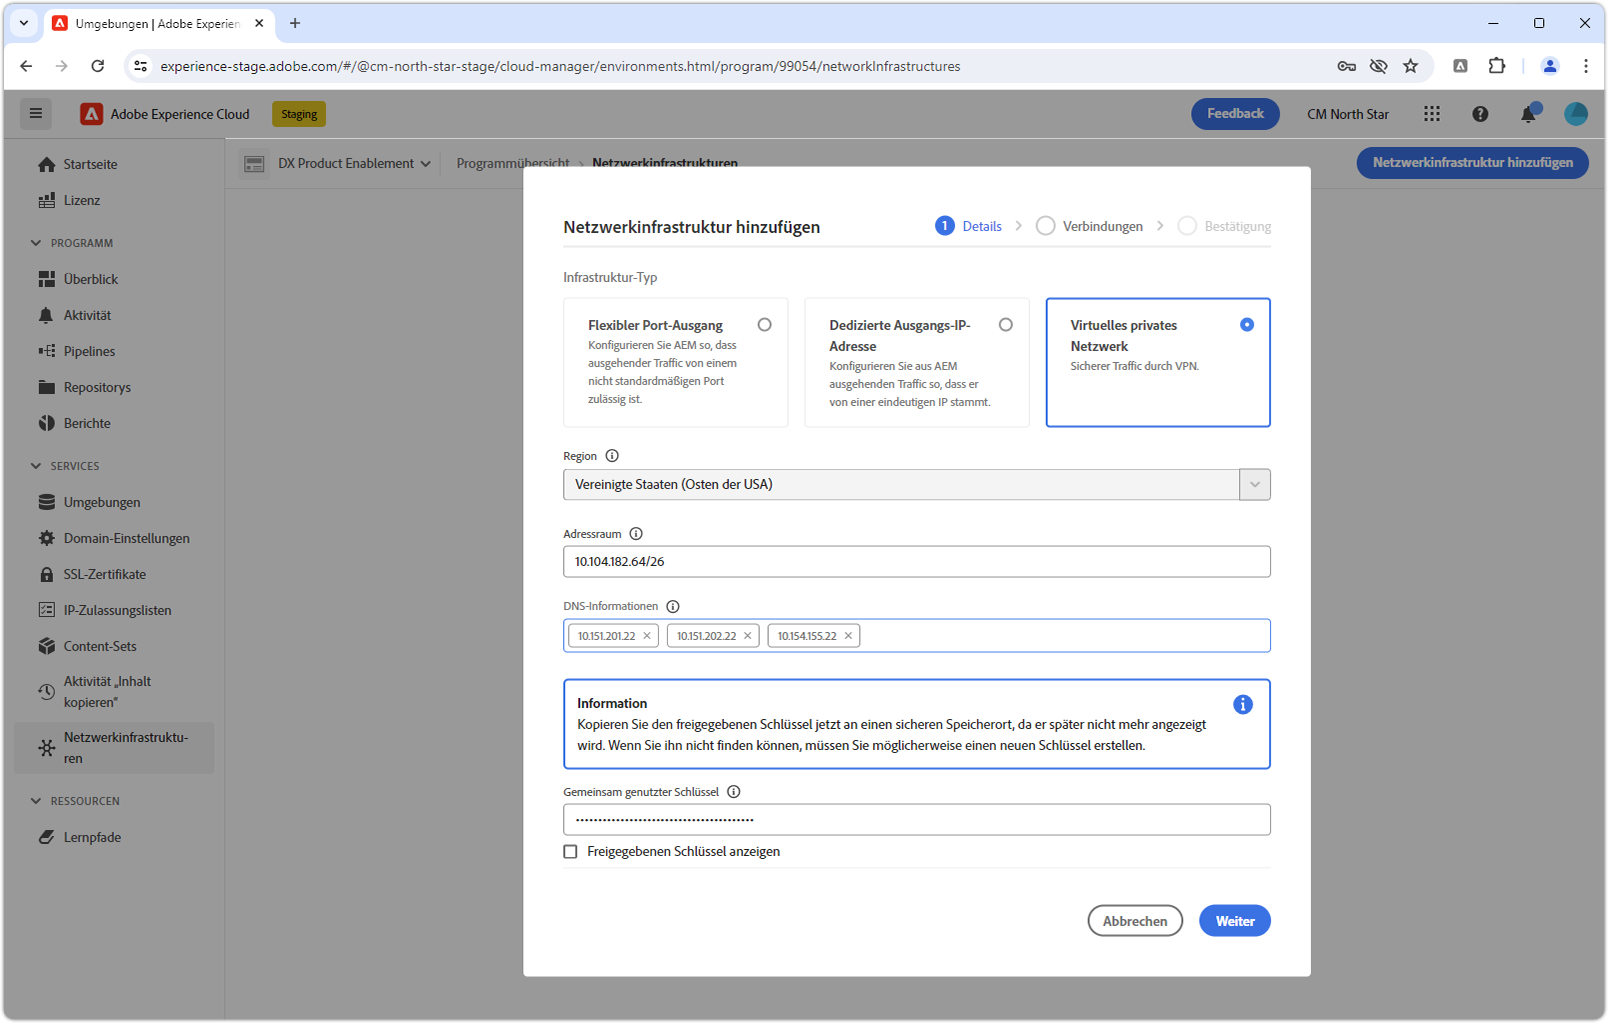 Umgebungen | Adobe Experien
experience-stage.adobe.com/#/@cm-north-star-stage/cloud-manager/environments.html/program/99054/networkInfrastructures
Adobe Experience Cloud
Staging
Feedback
CM North Star
Startseite
Lizenz
PROGRAMM
Überblick
Aktivität
Pipelines
Repositorys
Berichte
SERVICES
Umgebungen
Domain-Einstellungen
SSL-Zertifikate
IP-Zulassungslisten
Content-Sets
Aktivität „Inhalt
kopieren“
Netzwerkinfrastruktu-
ren
RESSOURCEN
Lernpfade
DX Product Enablement
Programmübersicht
Netzwerkinfrastrukturen
Netzwerkinfrastruktur hinzufügen
Netzwerkinfrastruktur hinzufügen
1 Details
Verbindungen
Bestätigung
Infrastruktur-Typ
Flexibler Port-Ausgang
Konfigurieren Sie AEM so, dass
ausgehender Traffic von einem
nicht standardmäßigen Port
zulässig ist.
Dedizierte Ausgangs-IP-
Adresse
Konfigurieren Sie aus AEM
ausgehenden Traffic so, dass er
von einer eindeutigen IP stammt.
Virtuelles privates
Netzwerk
Sicherer Traffic durch VPN.
Region
Vereinigte Staaten (Osten der USA)
Adressraum
10.104.182.64/26
DNS-Informationen
10.151.201.22
10.151.202.22
10.154.155.22
Information
Kopieren Sie den freigegebenen Schlüssel jetzt an einen sicheren Speicherort, da er später nicht mehr angezeigt
wird. Wenn Sie ihn nicht finden können, müssen Sie möglicherweise einen neuen Schlüssel erstellen.
Gemeinsam genutzter Schlüssel
Freigegebenen Schlüssel anzeigen
Abbrechen
Weiter